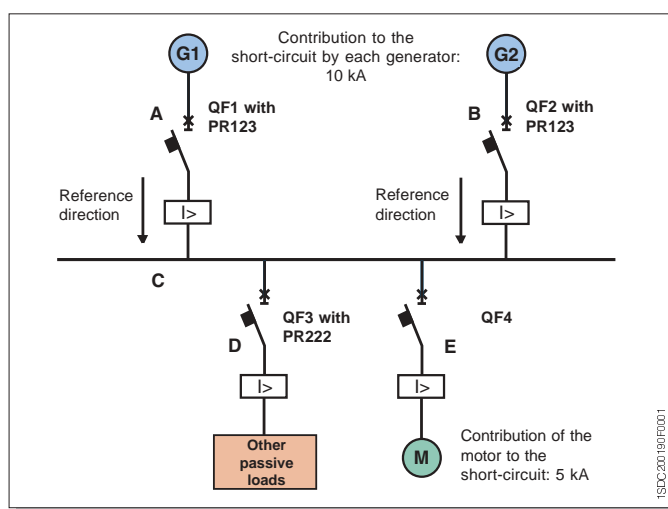 Contribution to the
short-circuit by each generator:
10 kA
G1
G2
A
QF1 with
PR123
B
QF2 with
PR123
Reference
direction
I>
Reference
direction
I>
C
QF3 with
PR222
D
QF4
E
I>
I>
Other
passive
loads
M
Contribution of the
motor to the
short-circuit: 5 kA
1SDC200190F0001